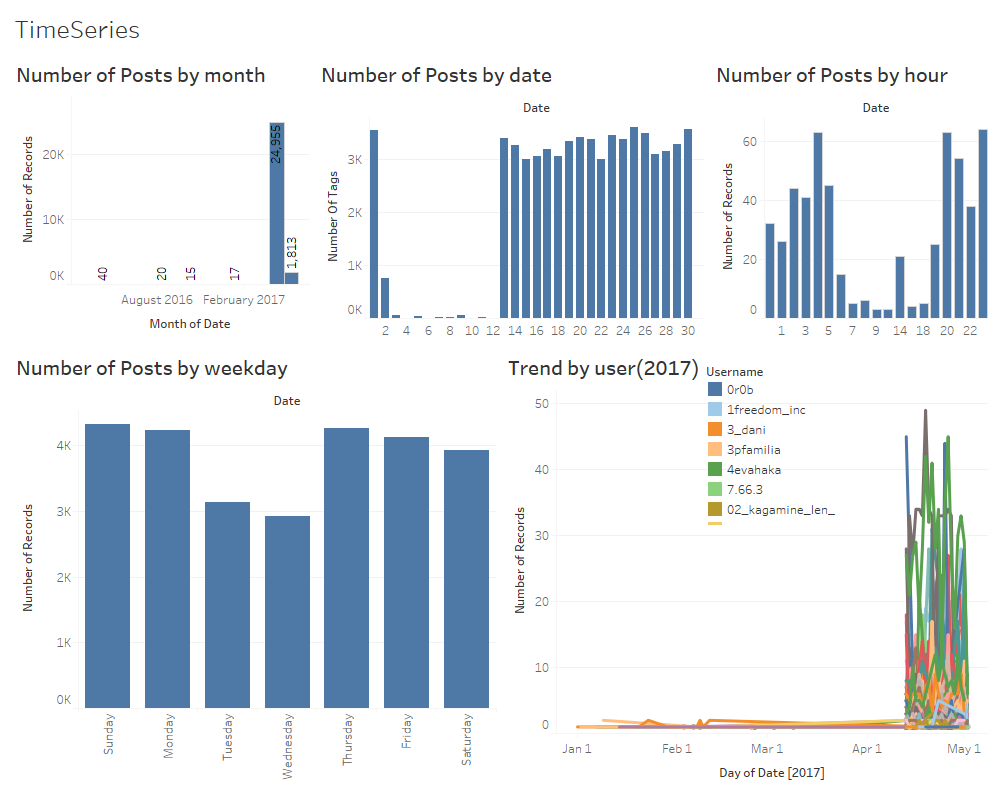 TimeSeries
Number of Posts by month
Number of Records
20K
10K
0K
40
20
15
17
24,955
1,813
August 2016
February 2017
Month of Date
Number of Posts by date
Date
Number Of Tags
3K
2K
1K
0K
2 4 6 8 10 12 14 16 18 20 22 24 26 28 30
Number of Posts by hour
Date
Number of Records
60
40
20
0
1 3 5 7 9 14 18 20 22
Number of Posts by weekday
Date
Number of Records
4K
3K
2K
1K
0K
Sunday
Monday
Tuesday
Wednesday
Thursday
Friday
Saturday
Trend by user(2017)
Username
0r0b
1freedom_inc
3_dani
3pfamilia
4evahaka
7.66.3
02_kagamine_len_
Number of Records
50
40
30
20
10
0
Jan 1
Feb 1
Mar 1
Apr 1
May 1
Day of Date [2017]